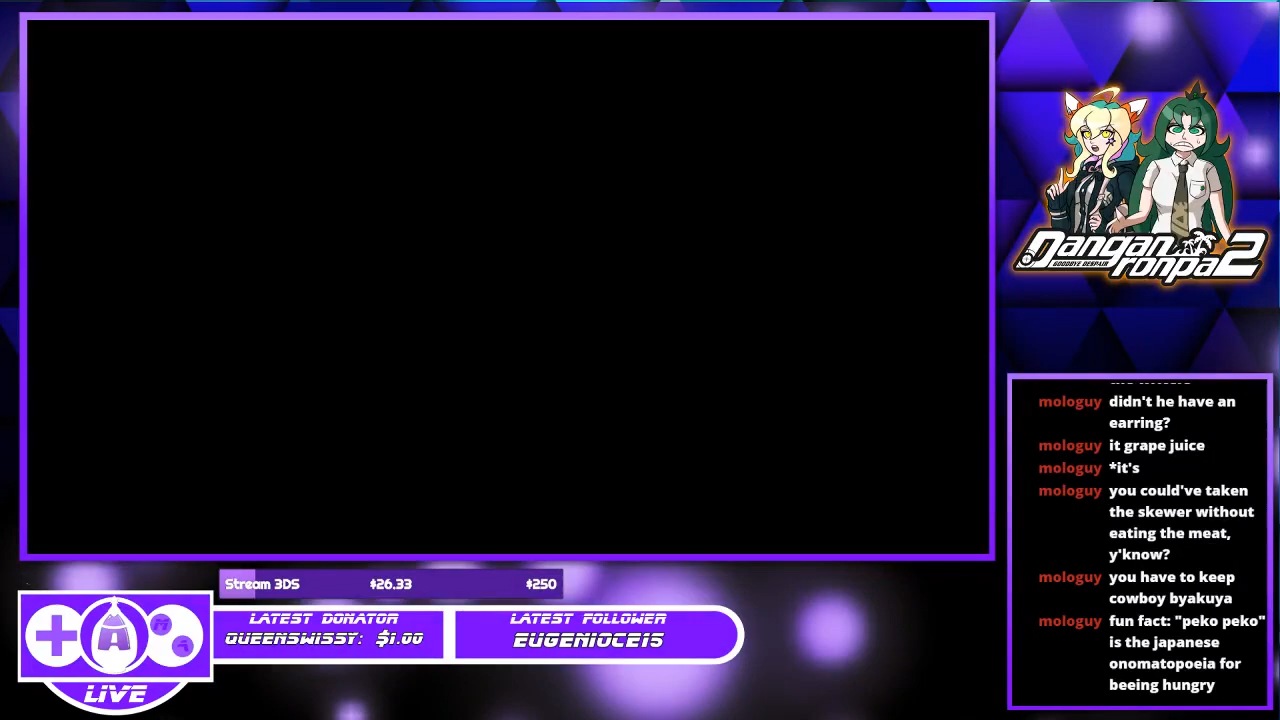 Dangan
ronpa 2
GOODBYE DESPAIR
mologuy didn't he have an
earring?
mologuy it grape juice
mologuy *it's
mologuy you could've taken
the skewer without
eating the meat,
y'know?
mologuy you have to keep
cowboy byakuya
mologuy fun fact: "peko peko"
is the japanese
onomatopoeia for
beeing hungry
Stream 3DS $26.33 $250
LATEST DONATOR
QUEENSWISSY: $1.00
LATEST FOLLOWER
EUGENIOCE15
A
LIVE